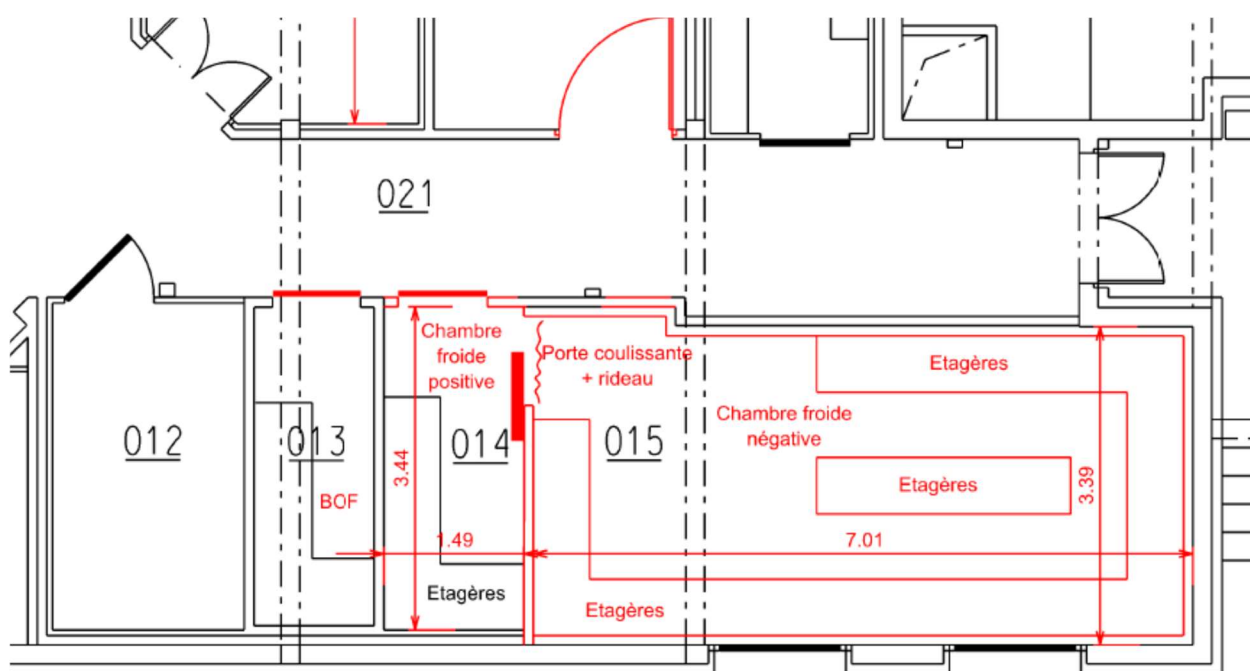 021
Chambre
froide
positive
Porte coulissante
+ rideau
Etagères
Chambre froide
négative
012
013
014
015
3.44
BOF
Etagères
3.39
1.49
7.01
Etagères
Etagères